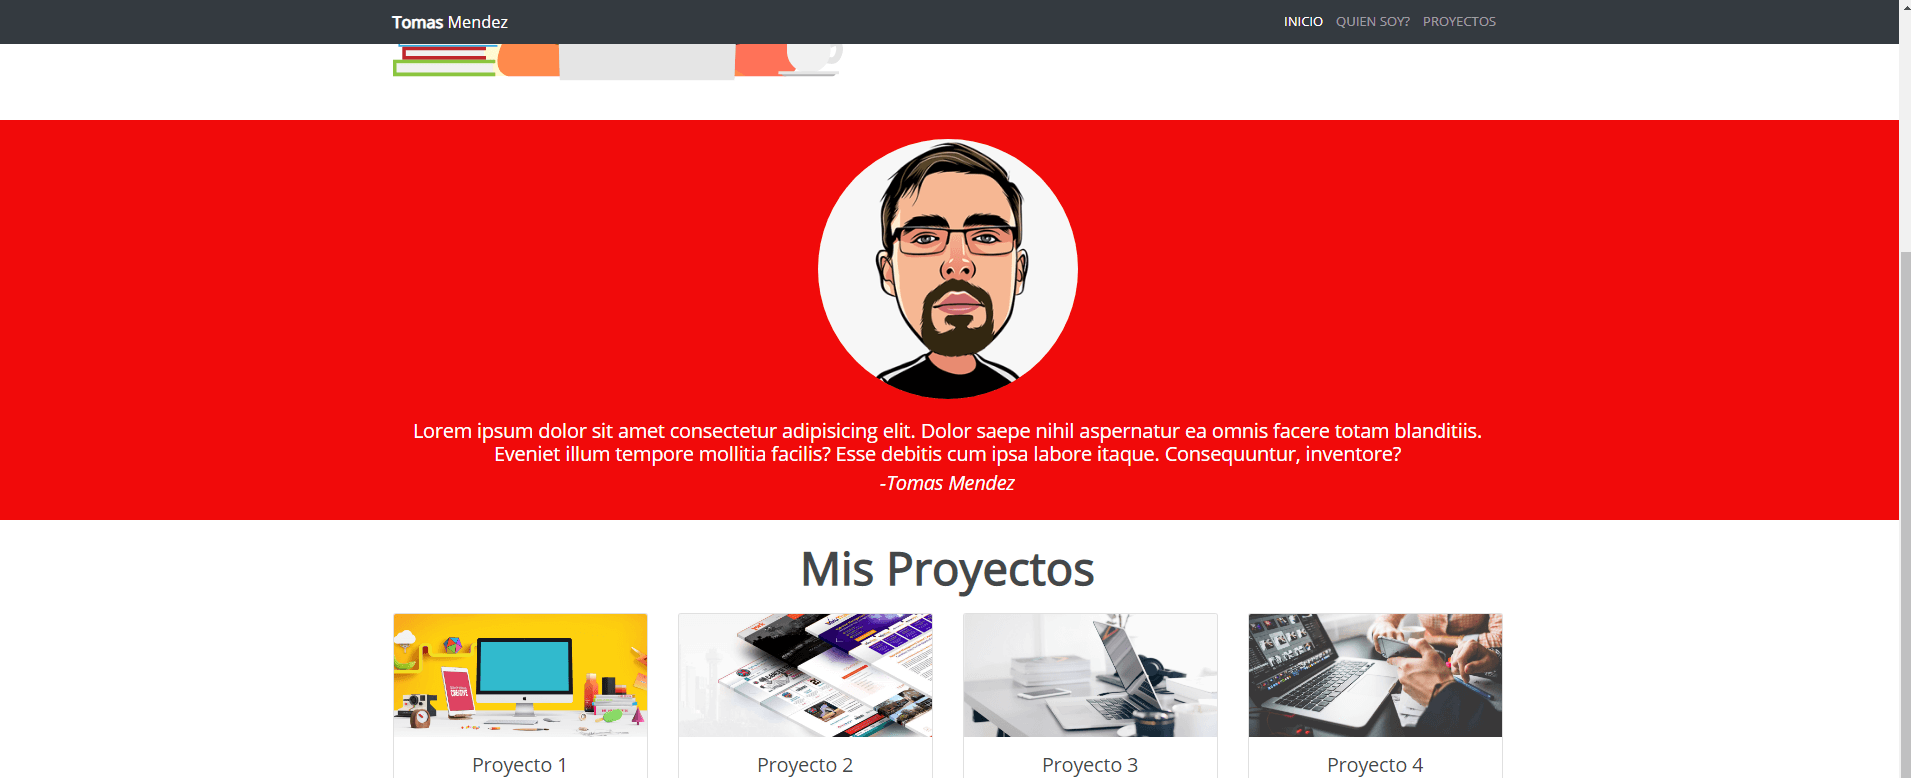 Tomas Mendez
INICIO QUIEN SOY? PROYECTOS
Lorem ipsum dolor sit amet consectetur adipisicing elit. Dolor saepe nihil aspernatur ea omnis facere totam blanditiis.
Eveniet illum tempore mollitia facilis? Esse debitis cum ipsa labore itaque. Consequuntur, inventore?
-Tomas Mendez
Mis Proyectos
Proyecto 1
Proyecto 2
Proyecto 3
Proyecto 4